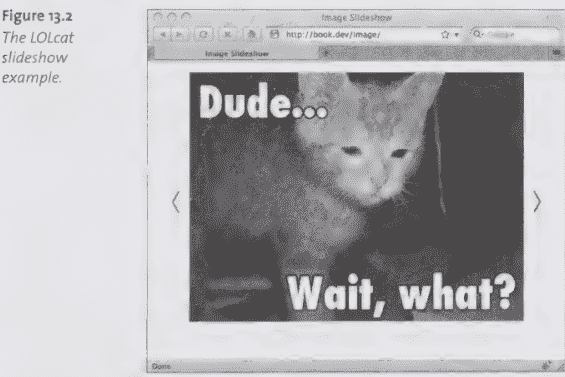 Figure 13.2
The LOLcat
slideshow
example.
Image Slideshow
http://book.dev/image/
Google
Image Slideshow
Dude...
Wait, what?
Done